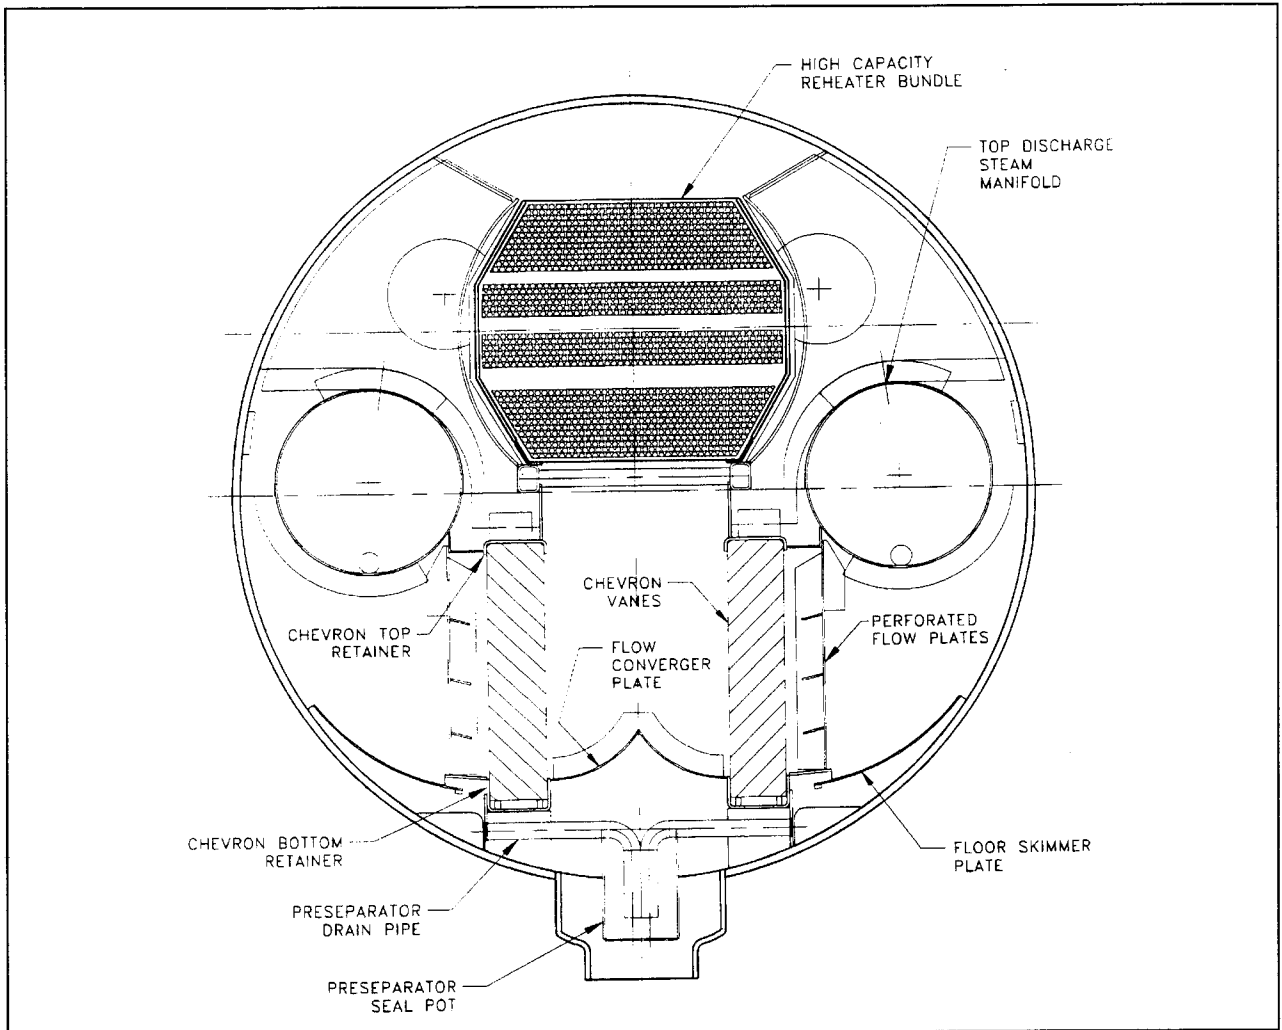 HIGH CAPACITY
REHEATER BUNDLE
TOP DISCHARGE
STEAM
MANIFOLD
CHEVRON
VANES
PERFORATED
FLOW PLATES
CHEVRON TOP
RETAINER
FLOW
CONVERGER
PLATE
CHEVRON BOTTOM
RETAINER
FLOOR SKIMMER
PLATE
PRESEPARATOR
DRAIN PIPE
PRESEPARATOR
SEAL POT